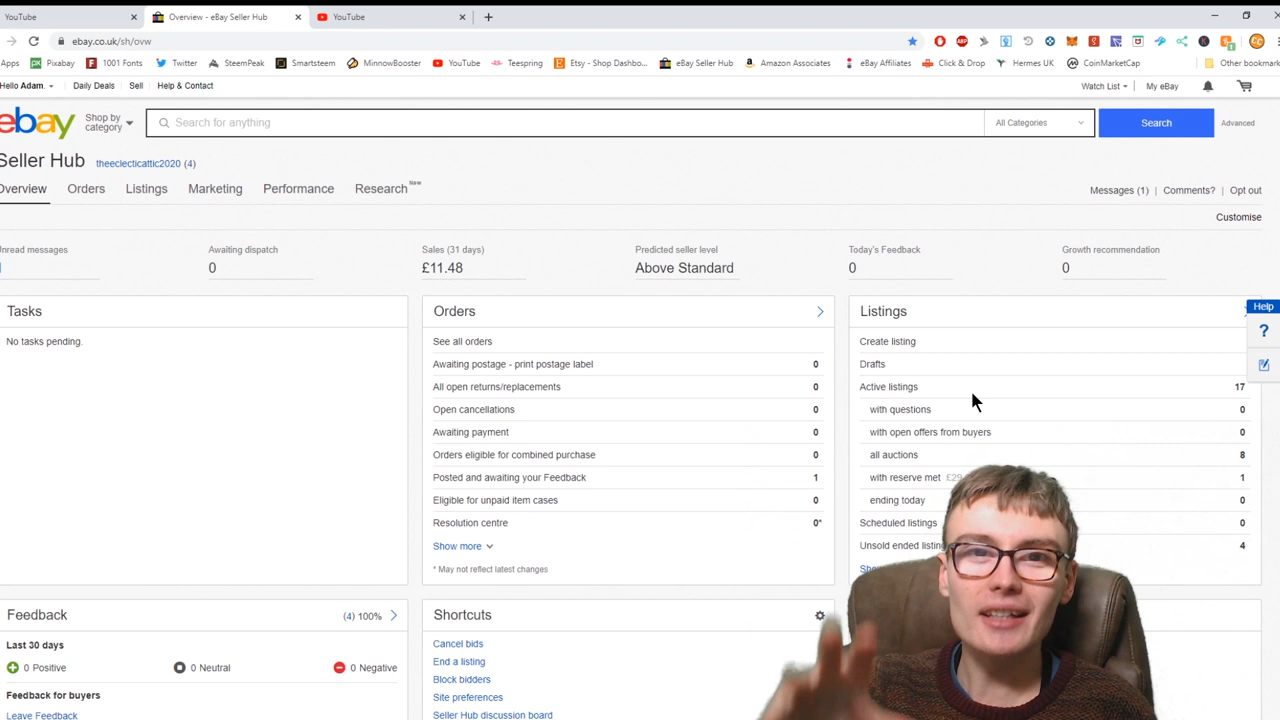 YouTube
Overview - eBay Seller Hub
YouTube
ebay.co.uk/sh/ovw
Apps Pixabay 1001 Fonts Twitter SteemPeak Smartsteem MinnowBooster YouTube Teespring Etsy - Shop Dashbo... eBay Seller Hub Amazon Associates eBay Affiliates Click & Drop Hermes UK CoinMarketCap Other bookmark
Hello Adam. Daily Deals Sell Help & Contact Watch List My eBay
ebay Shop by category Search for anything All Categories Search Advanced
Seller Hub theeclecticattic2020 (4)
Overview Orders Listings Marketing Performance Research New
Messages (1) Comments? Opt out
Customise
Unread messages Awaiting dispatch Sales (31 days) Predicted seller level Today's Feedback Growth recommendation
0 £11.48 Above Standard 0 0
Tasks
No tasks pending.
Orders
See all orders
Awaiting postage - print postage label 0
All open returns/replacements 0
Open cancellations 0
Awaiting payment 0
Orders eligible for combined purchase 0
Posted and awaiting your Feedback 1
Eligible for unpaid item cases 0
Resolution centre 0*
Show more
* May not reflect latest changes
Listings
Create listing
Drafts
Active listings 17
with questions 0
with open offers from buyers 0
all auctions 8
with reserve met 1
ending today 0
Scheduled listings 0
Unsold ended listing 4
Help
?
Feedback (4) 100%
Last 30 days
0 Positive 0 Neutral 0 Negative
Feedback for buyers
Leave Feedback
Shortcuts
Cancel bids
End a listing
Block bidders
Site preferences
Seller Hub discussion board